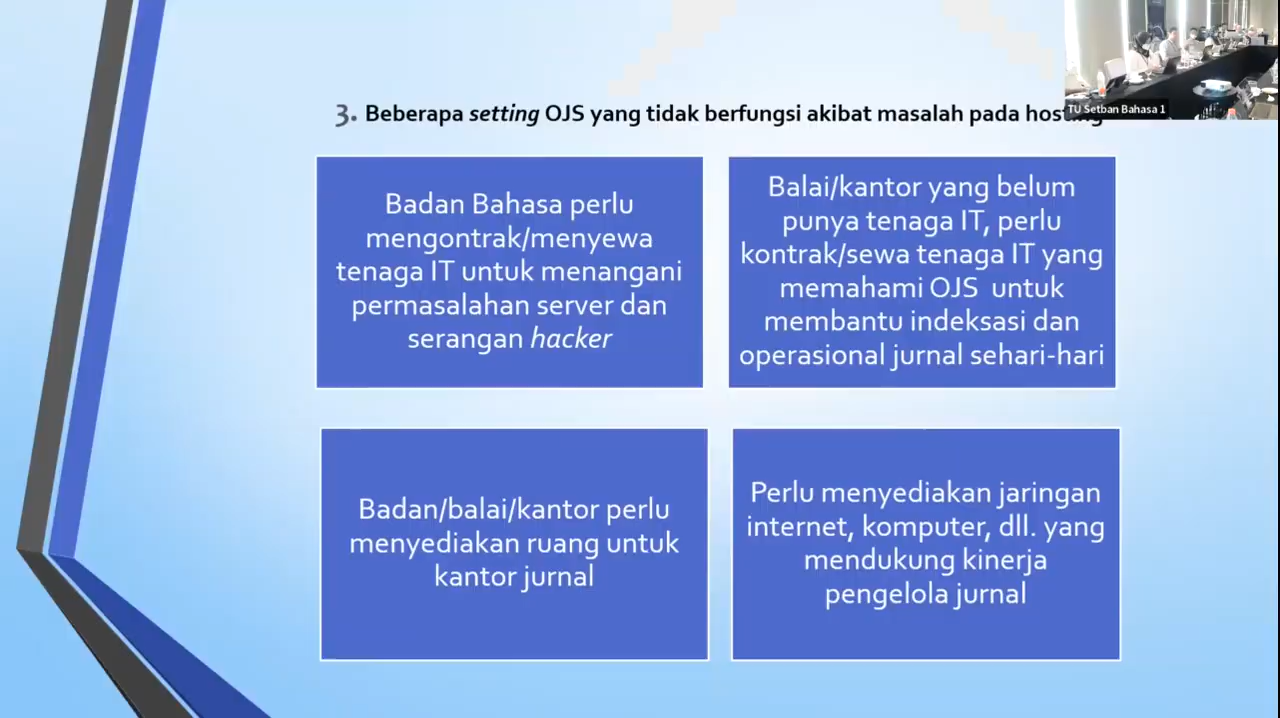 TU Setban Bahasa 1
3. Beberapa setting OJS yang tidak berfungsi akibat masalah pada hosting
Badan Bahasa perlu
mengontrak/menyewa
tenaga IT untuk menangani
permasalahan server dan
serangan hacker
Balai/kantor yang belum
punya tenaga IT, perlu
kontrak/sewa tenaga IT yang
memahami OJS untuk
membantu indeksasi dan
operasional jurnal sehari-hari
Badan/balai/kantor perlu
menyediakan ruang untuk
kantor jurnal
Perlu menyediakan jaringan
internet, komputer, dll. yang
mendukung kinerja
pengelola jurnal